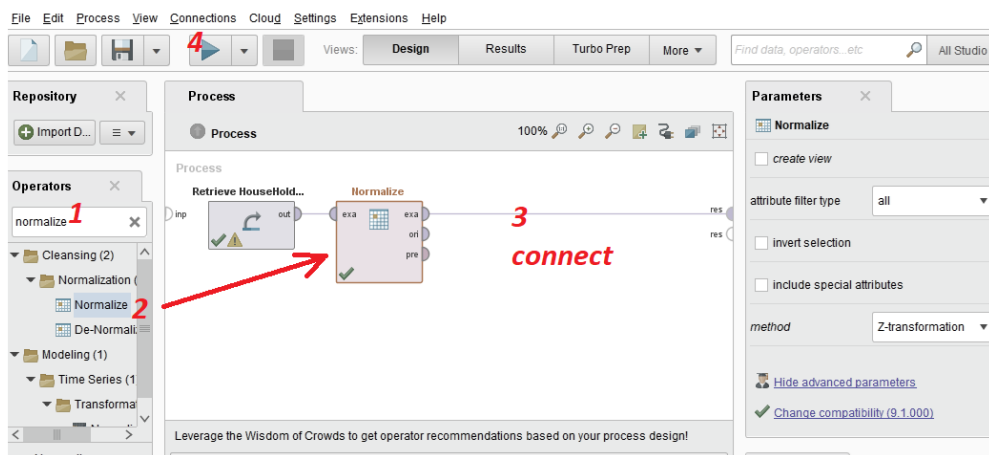 File Edit Process View Connections Cloud Settings Extensions Help
4
Views: Design Results Turbo Prep More
Find data, operators...etc
All Studio
Repository
Import D...
Operators
1
normalize
Cleansing (2)
Normalization (
Normalize
2
De-Normali
Modeling (1)
Time Series (1
Transforma
Process
Process
100%
Process
Retrieve HouseHold...
inp
out
Normalize
exa
exa
ori
pre
3
connect
res
res
Leverage the Wisdom of Crowds to get operator recommendations based on your process design!
Parameters
Normalize
create view
attribute filter type all
invert selection
include special attributes
method Z-transformation
Hide advanced parameters
Change compatibility (9.1.000)